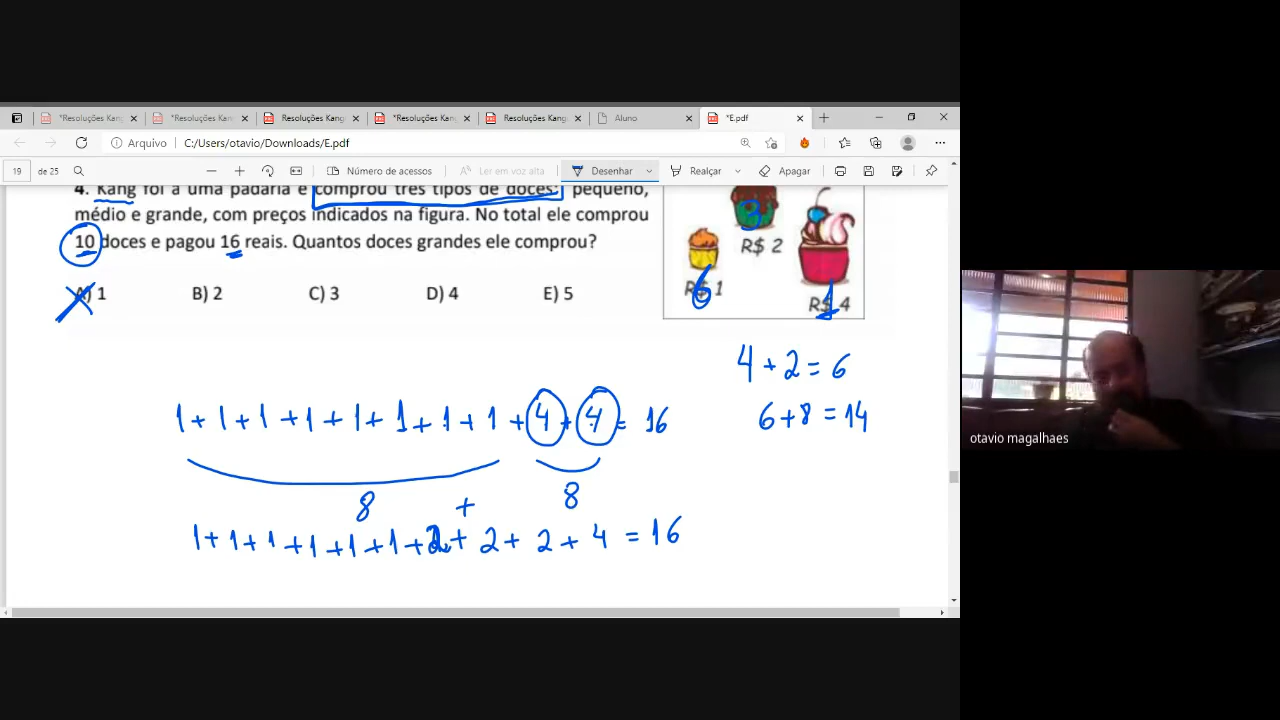 *Resoluções Kang
*Resoluções Kang
Resoluções Kang
*Resoluções Kang
Resoluções Kang
Aluno
*E.pdf
Arquivo
C:/Users/otavio/Downloads/E.pdf
19 de 25
Número de acessos
Ler em voz alta
Desenhar
Realçar
Apagar
4. Kang foi a uma padaria e comprou três tipos de doces: pequeno,
médio e grande, com preços indicados na figura. No total ele comprou
10 doces e pagou 16 reais. Quantos doces grandes ele comprou?
A) 1 B) 2 C) 3 D) 4 E) 5
3
R$ 2
R$ 1
6
R$ 4
1
4 + 2 = 6
6 + 8 = 14
1 + 1 + 1 + 1 + 1 + 1 + 1 + 1 + 4 + 4 = 16
8 + 8
1 + 1 + 1 + 1 + 1 + 1 + 2 + 2 + 2 + 4 = 16
otavio magalhaes